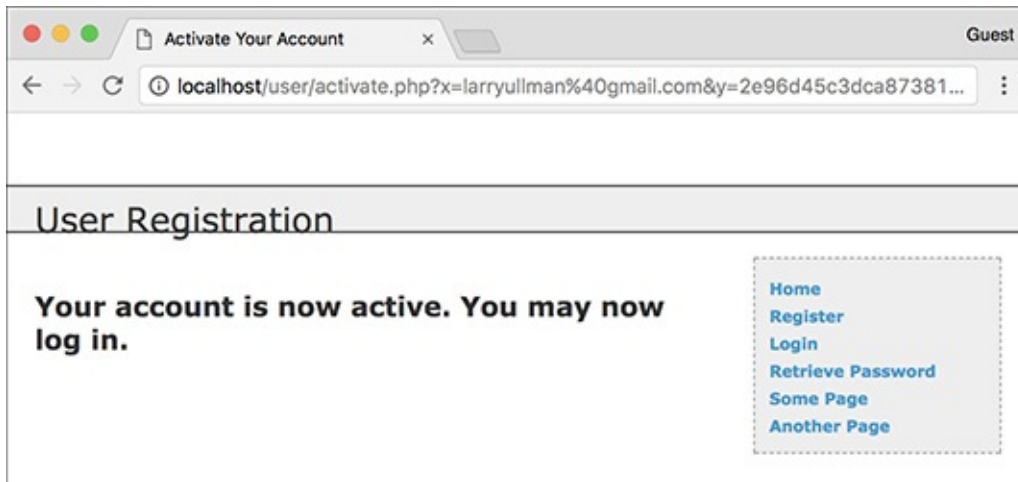 Activate Your Account
Guest
localhost/user/activate.php?x=larryullman%40gmail.com&y=2e96d45c3dca87381...
User Registration
Your account is now active. You may now
log in.
Home
Register
Login
Retrieve Password
Some Page
Another Page